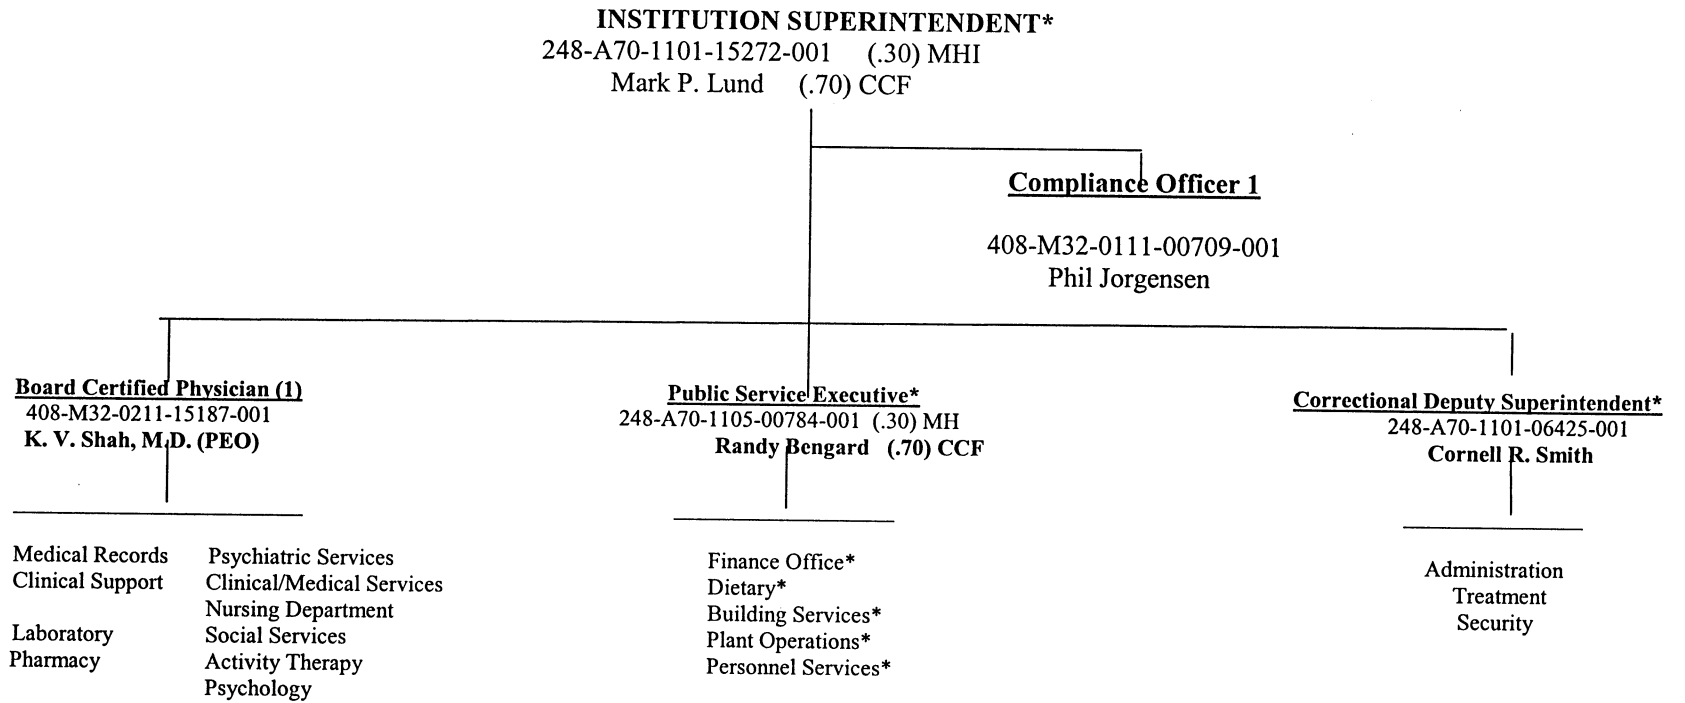 INSTITUTION SUPERINTENDENT*
248-A70-1101-15272-001 (.30) MHI
Mark P. Lund (.70) CCF
Compliance Officer 1
408-M32-0111-00709-001
Phil Jorgensen
Board Certified Physician (1)
408-M32-0211-15187-001
K. V. Shah, M.D. (PEO)
Public Service Executive*
248-A70-1105-00784-001 (.30) MH
Randy Bengard (.70) CCF
Correctional Deputy Superintendent*
248-A70-1101-06425-001
Cornell R. Smith
Medical Records Psychiatric Services
Clinical Support Clinical/Medical Services
Nursing Department
Laboratory Social Services
Pharmacy Activity Therapy
Psychology
Finance Office*
Dietary*
Building Services*
Plant Operations*
Personnel Services*
Administration
Treatment
Security